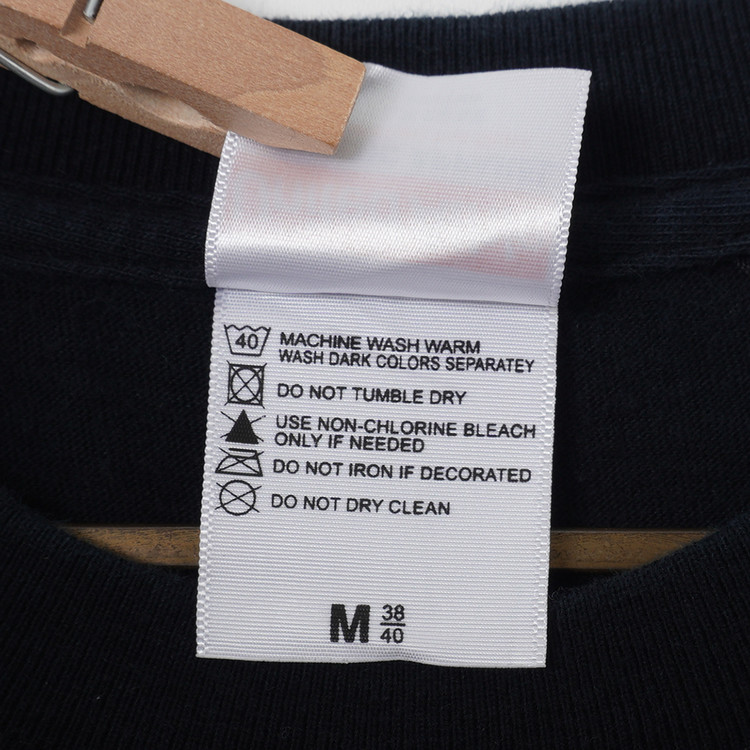 40 MACHINE WASH WARM
WASH DARK COLORS SEPARATEY
DO NOT TUMBLE DRY
USE NON-CHLORINE BLEACH
ONLY IF NEEDED
DO NOT IRON IF DECORATED
DO NOT DRY CLEAN
M 38
40